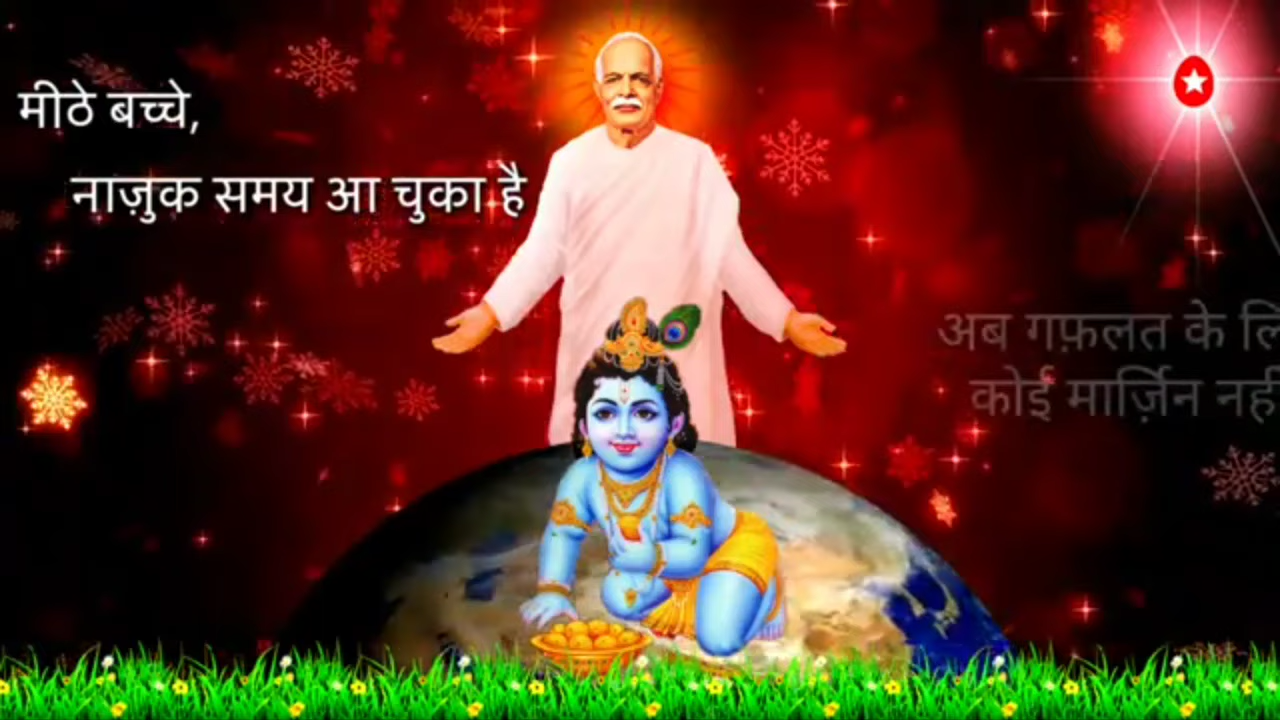 मीठे बच्चे,
नाज़ुक समय आ चुका है
अब गफ़लत के
कोई मार्ज़िन